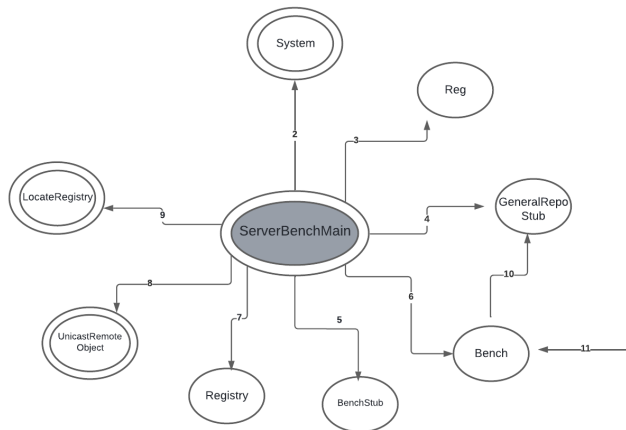 System
Reg
2
3
LocateRegistry
9
GeneralRepo
Stub
4
ServerBenchMain
10
8
6
7
5
11
UnicastRemote
Object
Bench
Registry
BenchStub